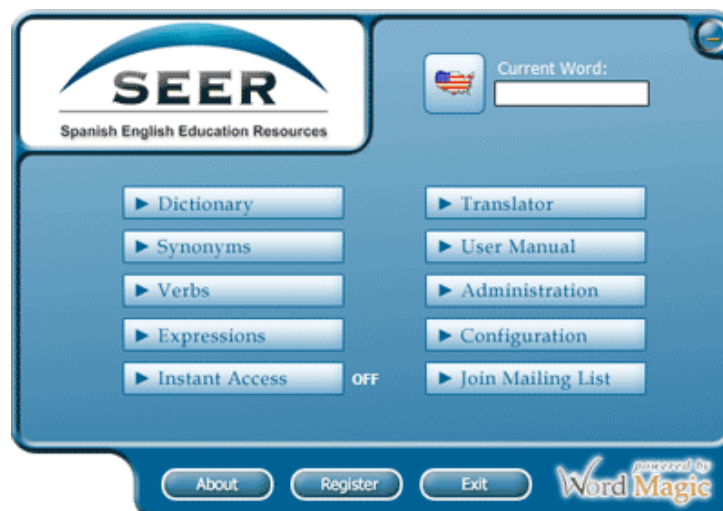 SEER
Spanish English Education Resources
Current Word:
Dictionary
Synonyms
Verbs
Expressions
Instant Access OFF
Translator
User Manual
Administration
Configuration
Join Mailing List
About Register Exit
powered by
Word Magic